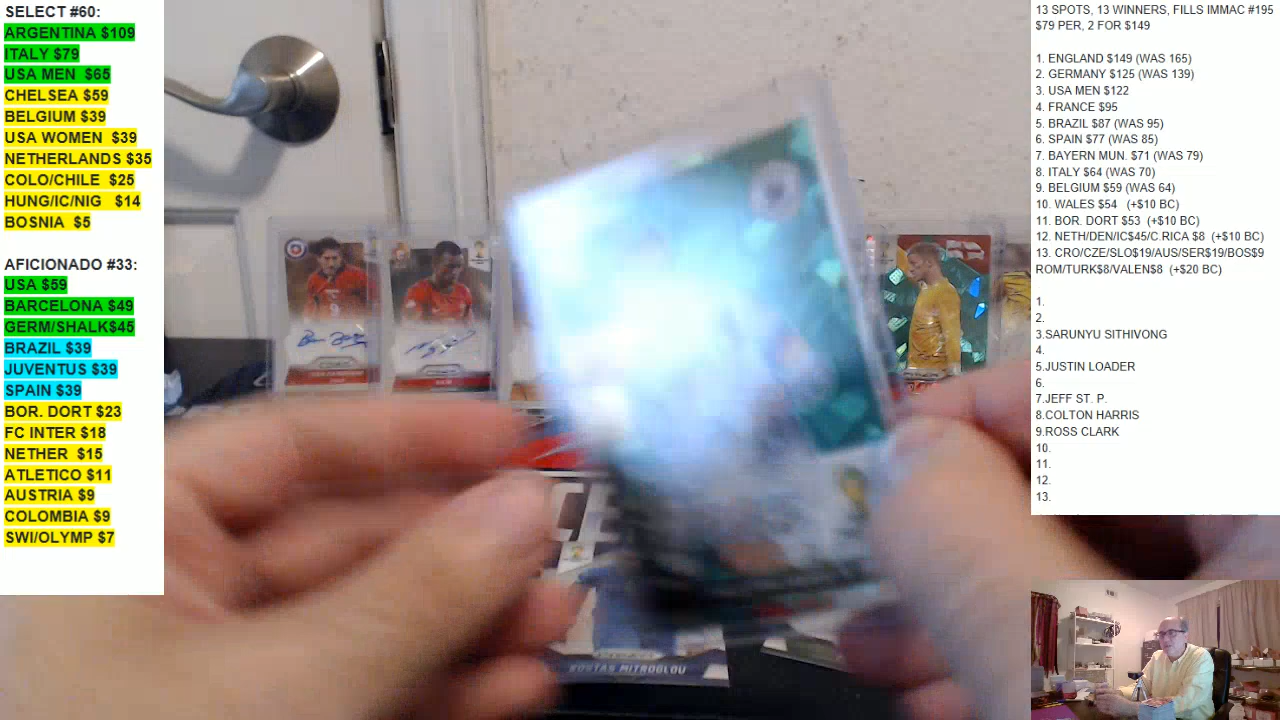 SELECT #60:
ARGENTINA $109
ITALY $79
USA MEN $65
CHELSEA $59
BELGIUM $39
USA WOMEN $39
NETHERLANDS $35
COLO/CHILE $25
HUNG/IC/NIG $14
BOSNIA $5
AFICIONADO #33:
USA $59
BARCELONA $49
GERM/SHALK$45
BRAZIL $39
JUVENTUS $39
SPAIN $39
BOR. DORT $23
FC INTER $18
NETHER $15
ATLETICO $11
AUSTRIA $9
COLOMBIA $9
SWI/OLYMP $7
KOSTAS MITROGLOU
13 SPOTS, 13 WINNERS, FILLS IMMAC #195
$79 PER, 2 FOR $149
1. ENGLAND $149 (WAS 165)
2. GERMANY $125 (WAS 139)
3. USA MEN $122
4. FRANCE $95
5. BRAZIL $87 (WAS 95)
6. SPAIN $77 (WAS 85)
7. BAYERN MUN. $71 (WAS 79)
8. ITALY $64 (WAS 70)
9. BELGIUM $59 (WAS 64)
10. WALES $54 (+$10 BC)
11. BOR. DORT $53 (+$10 BC)
12. NETH/DEN/IC$45/C.RICA $8 (+$10 BC)
13. CRO/CZE/SLO$19/AUS/SER$19/BOS$9
ROM/TURK$8/VALEN$8 (+$20 BC)
1.
2.
3.SARUNYU SITHIVONG
4.
5.JUSTIN LOADER
6.
7.JEFF ST. P.
8.COLTON HARRIS
9.ROSS CLARK
10.
11.
12.
13.